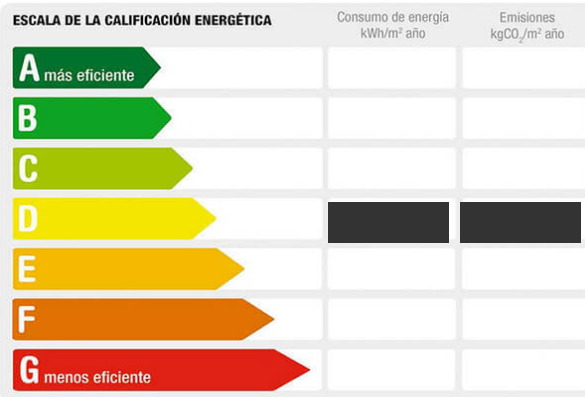 ESCALA DE LA CALIFICACIÓN ENERGÉTICA
Consumo de energía
kWh/m² año
Emisiones
kgCO₂/m² año
A más eficiente
B
C
D
E
F
G menos eficiente